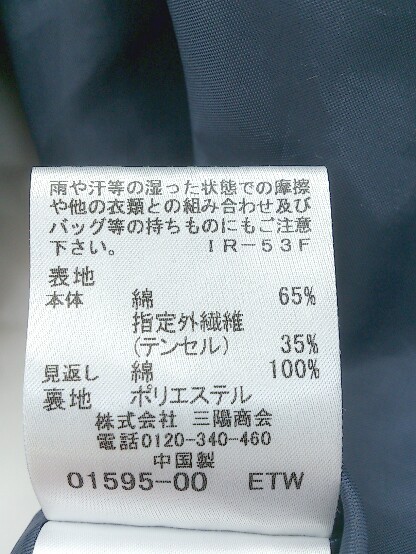 雨や汗等の湿った状態での摩擦
や他の衣類との組み合わせ及び
バッグ等の持ちものにもご注意
下さい。 IR-53F
表地
本体 綿 65%
指定外繊維
(テンセル) 35%
見返し 綿 100%
裏地 ポリエステル
株式会社 三陽商会
電話0120-340-460
中国製
01595-00 ETW